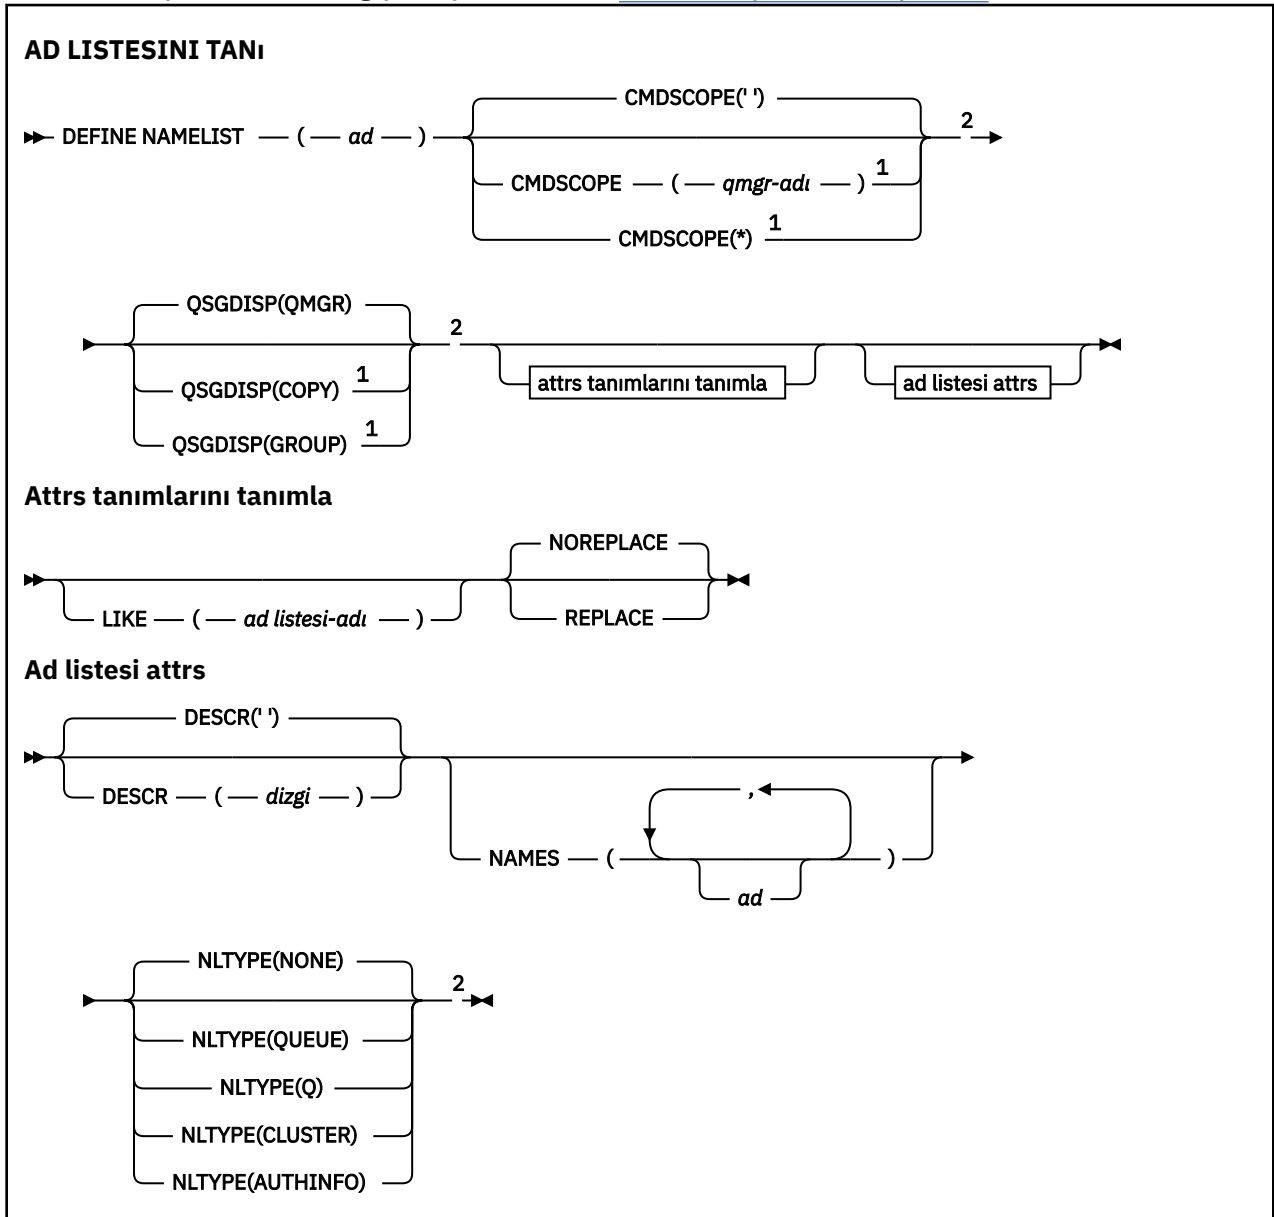 AD LISTESINI TANı
CMDSCOPE(' ')
DEFINE NAMELIST ( ad ) 2
CMDSCOPE ( qmgr-adı ) 1
CMDSCOPE(*) 1
QSGDISP(QMGR)
2
QSGDISP(COPY) 1 attrs tanımlarını tanımla ad listesi attrs
QSGDISP(GROUP) 1
Attrs tanımlarını tanımla
NOREPLACE
LIKE ( ad listesi-adı ) REPLACE
Ad listesi attrs
DESCR(' ')
DESCR ( dizgi ) ,
NAMES ( )
ad
NLTYPE(NONE)
2
NLTYPE(QUEUE)
NLTYPE(Q)
NLTYPE(CLUSTER)
NLTYPE(AUTHINFO)